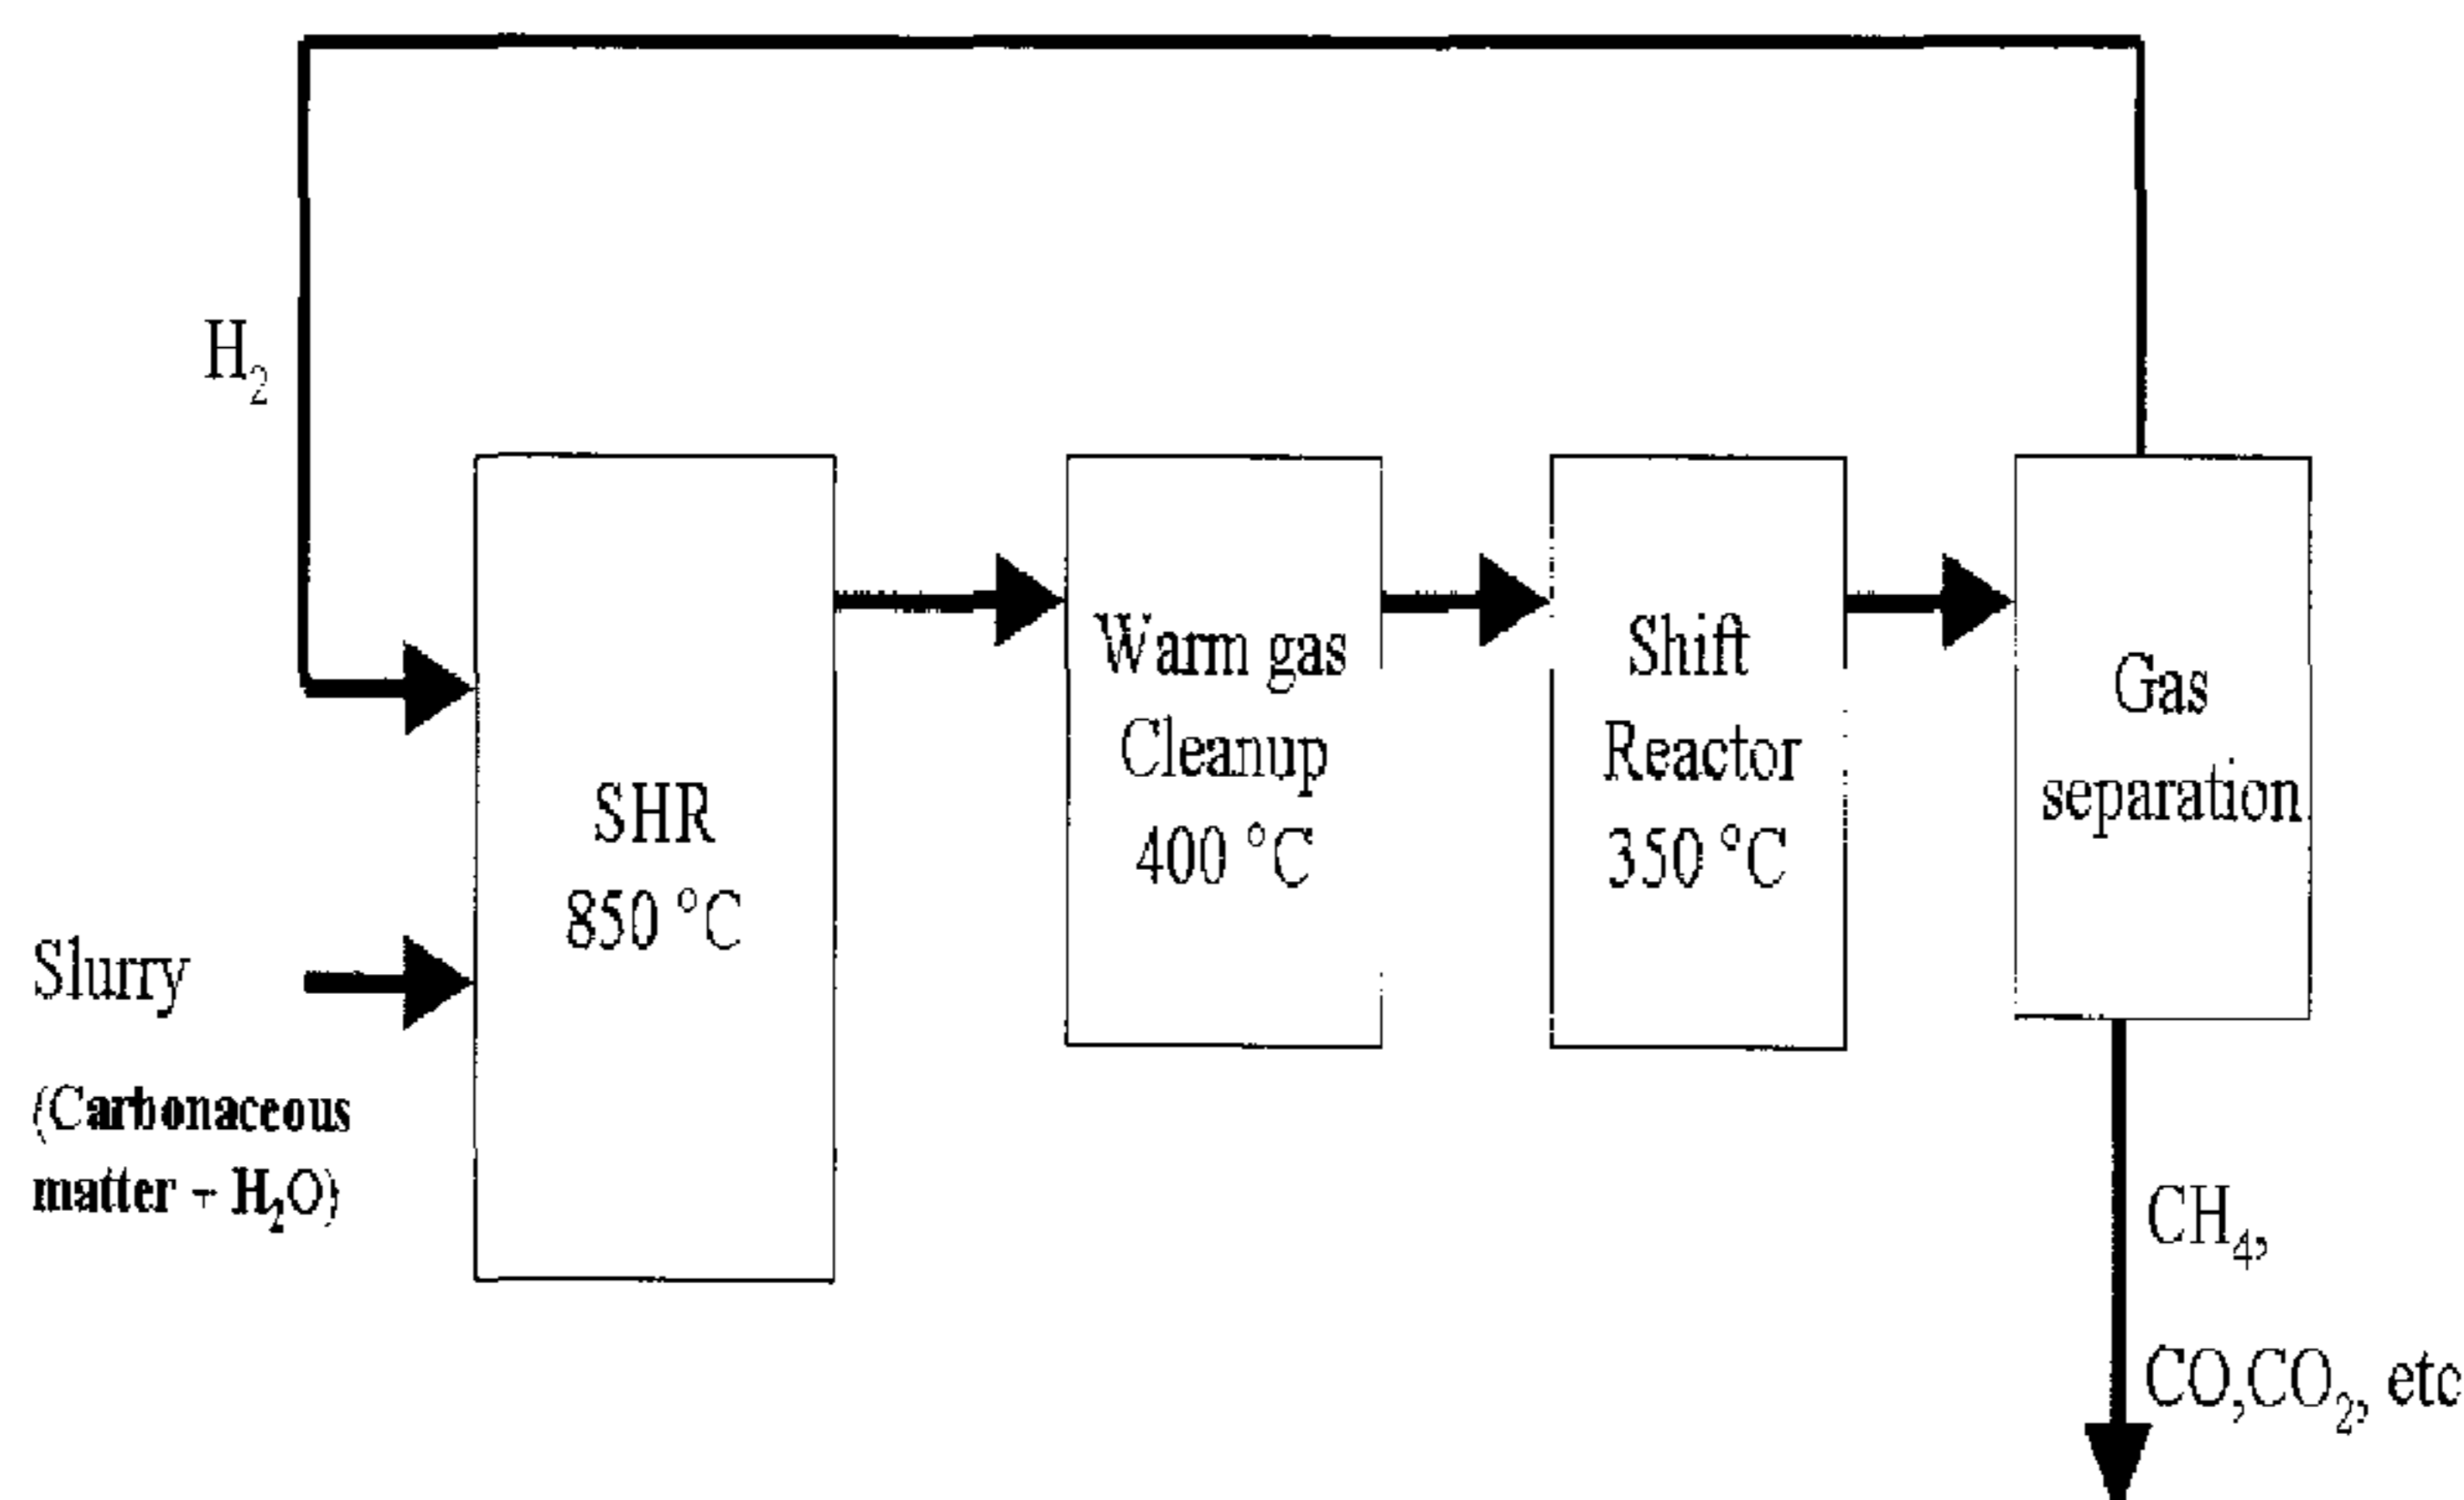 H₂
SHR
850 °C
Warm gas
Cleanup
400 °C
Shift
Reactor
350 °C
Gas
separation
Slurry
(Carbonaceous
matter + H₂O)
CH₄,
CO,CO₂, etc